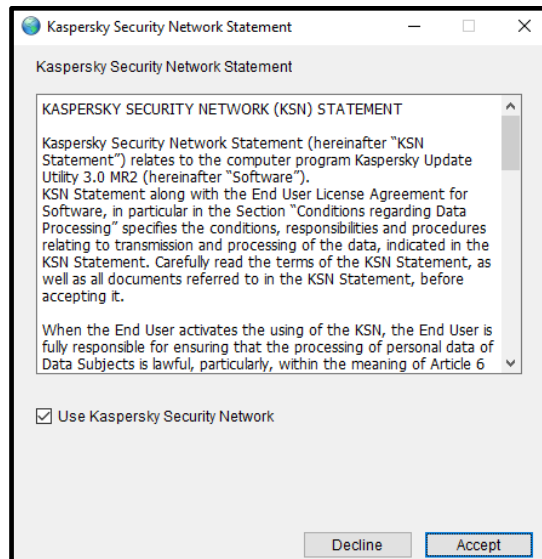 Kaspersky Security Network Statement
Kaspersky Security Network Statement
KASPERSKY SECURITY NETWORK (KSN) STATEMENT
Kaspersky Security Network Statement (hereinafter “KSN
Statement”) relates to the computer program Kaspersky Update
Utility 3.0 MR2 (hereinafter “Software”).
KSN Statement along with the End User License Agreement for
Software, in particular in the Section “Conditions regarding Data
Processing” specifies the conditions, responsibilities and procedures
relating to transmission and processing of the data, indicated in the
KSN Statement. Carefully read the terms of the KSN Statement, as
well as all documents referred to in the KSN Statement, before
accepting it.
When the End User activates the using of the KSN, the End User is
fully responsible for ensuring that the processing of personal data of
Data Subjects is lawful, particularly, within the meaning of Article 6
Use Kaspersky Security Network
Decline
Accept